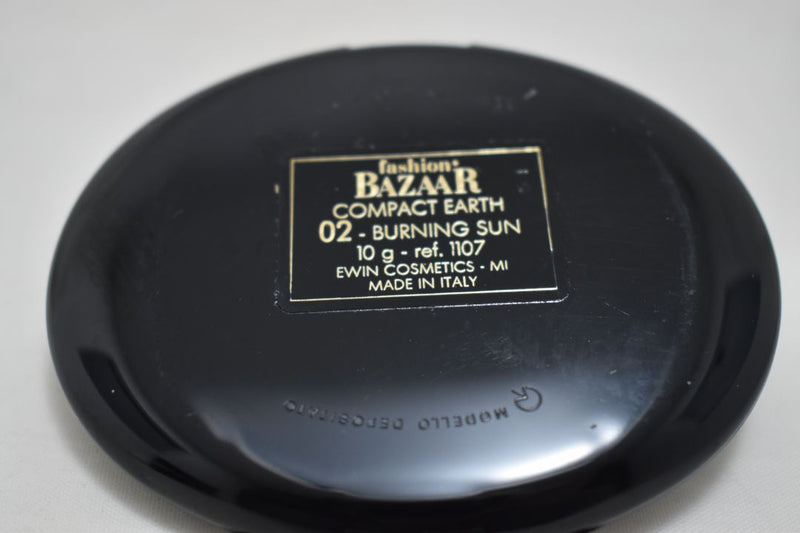 fashion•
BAZAAR
COMPACT EARTH
02 - BURNING SUN
10 g - ref. 1107
EWIN COSMETICS - MI
MADE IN ITALY
MODELLO DEPOSITATO